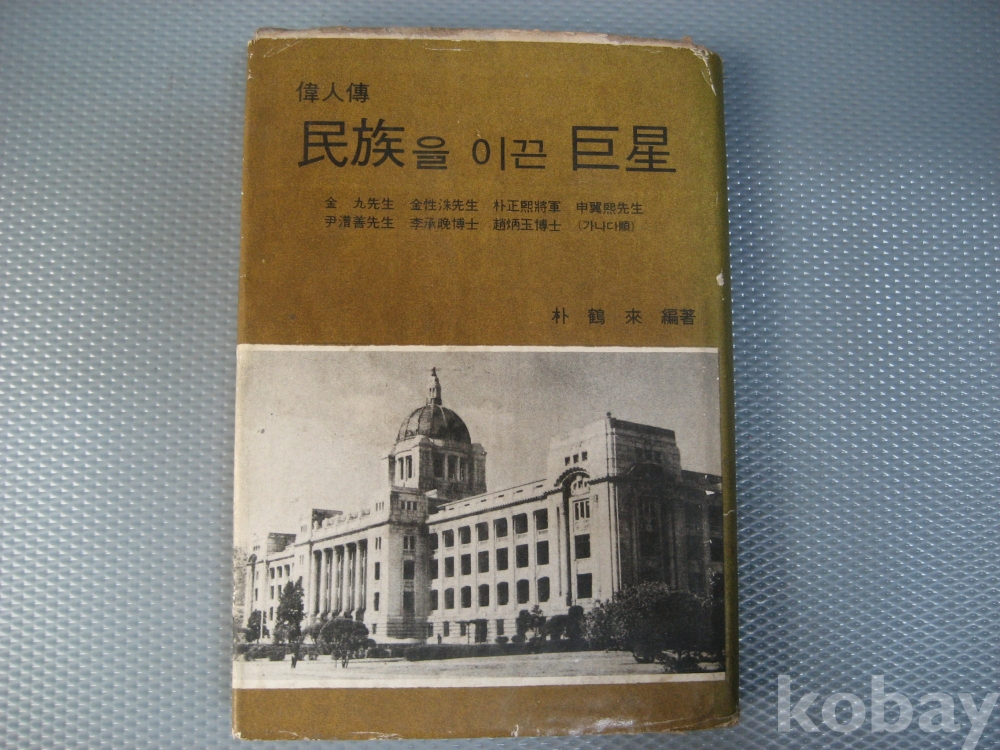 偉人傳
民族을 이끈 巨星
金 九先生 金性洙先生 朴正熙將軍 申翼熙先生
尹潽善先生 李承晩博士 趙炳玉博士 (가나다順)
朴 鶴 來 編著
kobay